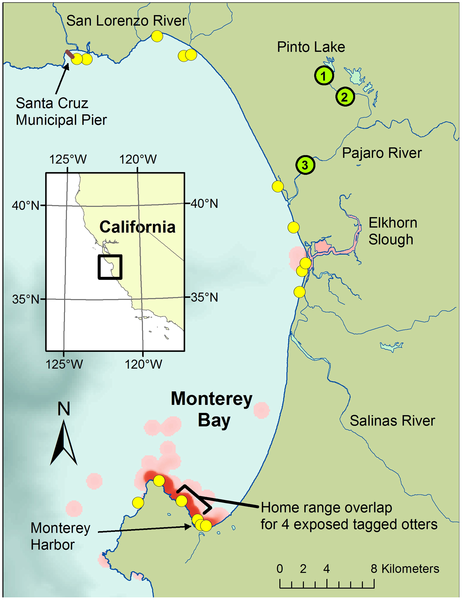 San Lorenzo River
Pinto Lake
1
2
Santa Cruz
Municipal Pier
3
Pajaro River
125°W 120°W
40°N 40°N
California
Elkhorn
Slough
35°N 35°N
125°W 120°W
Monterey
Bay
N
Salinas River
Home range overlap
for 4 exposed tagged otters
Monterey
Harbor
0 2 4 8 Kilometers